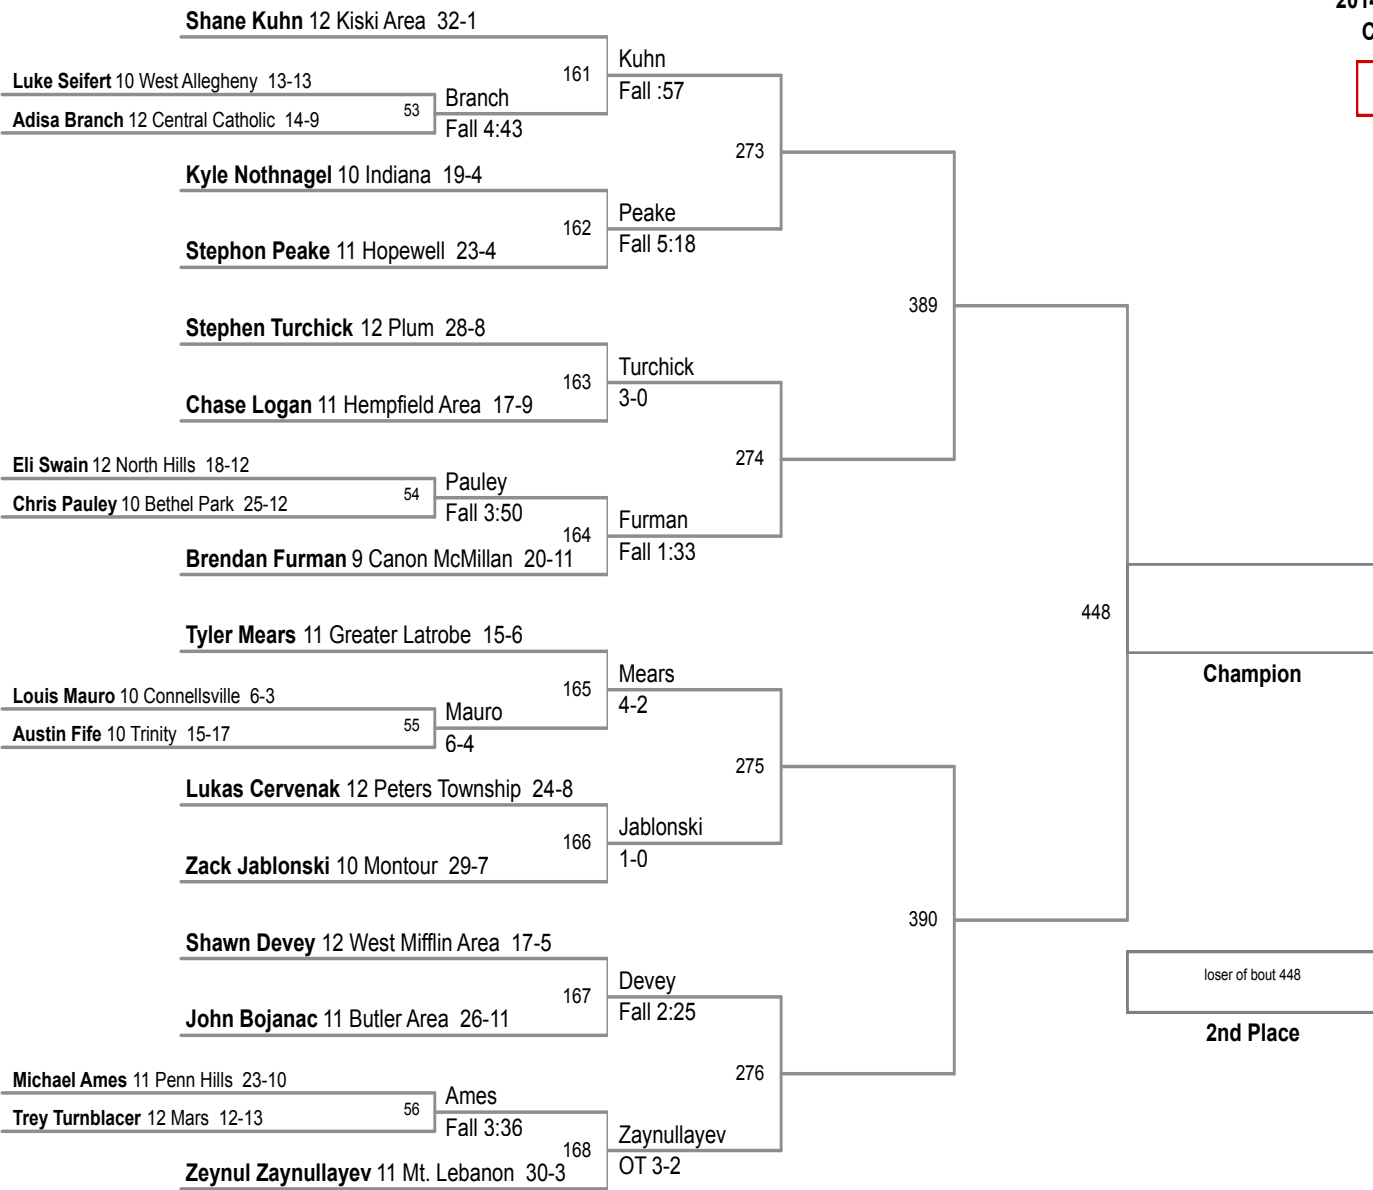 2014
C
Shane Kuhn 12 Kiski Area 32-1
161
Kuhn
Fall :57
Luke Seifert 10 West Allegheny 13-13
53
Branch
Adisa Branch 12 Central Catholic 14-9
Fall 4:43
273
Kyle Nothnagel 10 Indiana 19-4
162
Peake
Fall 5:18
Stephon Peake 11 Hopewell 23-4
389
Stephen Turchick 12 Plum 28-8
163
Turchick
3-0
Chase Logan 11 Hempfield Area 17-9
274
Eli Swain 12 North Hills 18-12
54
Pauley
Chris Pauley 10 Bethel Park 25-12
Fall 3:50
164
Furman
Fall 1:33
Brendan Furman 9 Canon McMillan 20-11
448
Champion
Tyler Mears 11 Greater Latrobe 15-6
165
Mears
4-2
Louis Mauro 10 Connellsville 6-3
55
Mauro
Austin Fife 10 Trinity 15-17
6-4
275
Lukas Cervenak 12 Peters Township 24-8
166
Jablonski
1-0
Zack Jablonski 10 Montour 29-7
390
Shawn Devey 12 West Mifflin Area 17-5
167
Devey
Fall 2:25
loser of bout 448
2nd Place
John Bojanac 11 Butler Area 26-11
276
Michael Ames 11 Penn Hills 23-10
56
Ames
Trey Turnblacer 12 Mars 12-13
Fall 3:36
168
Zaynullayev
OT 3-2
Zeynul Zaynullayev 11 Mt. Lebanon 30-3